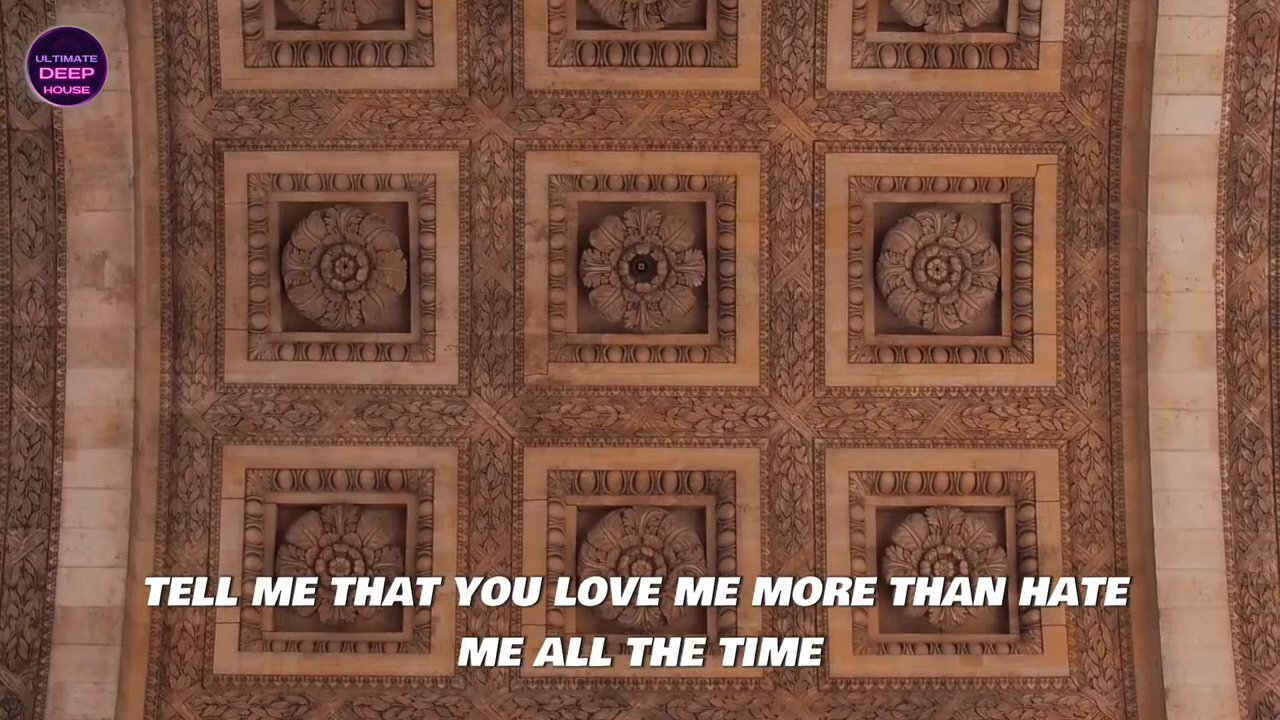 ULTIMATE
DEEP
HOUSE
TELL ME THAT YOU LOVE ME MORE THAN HATE
ME ALL THE TIME